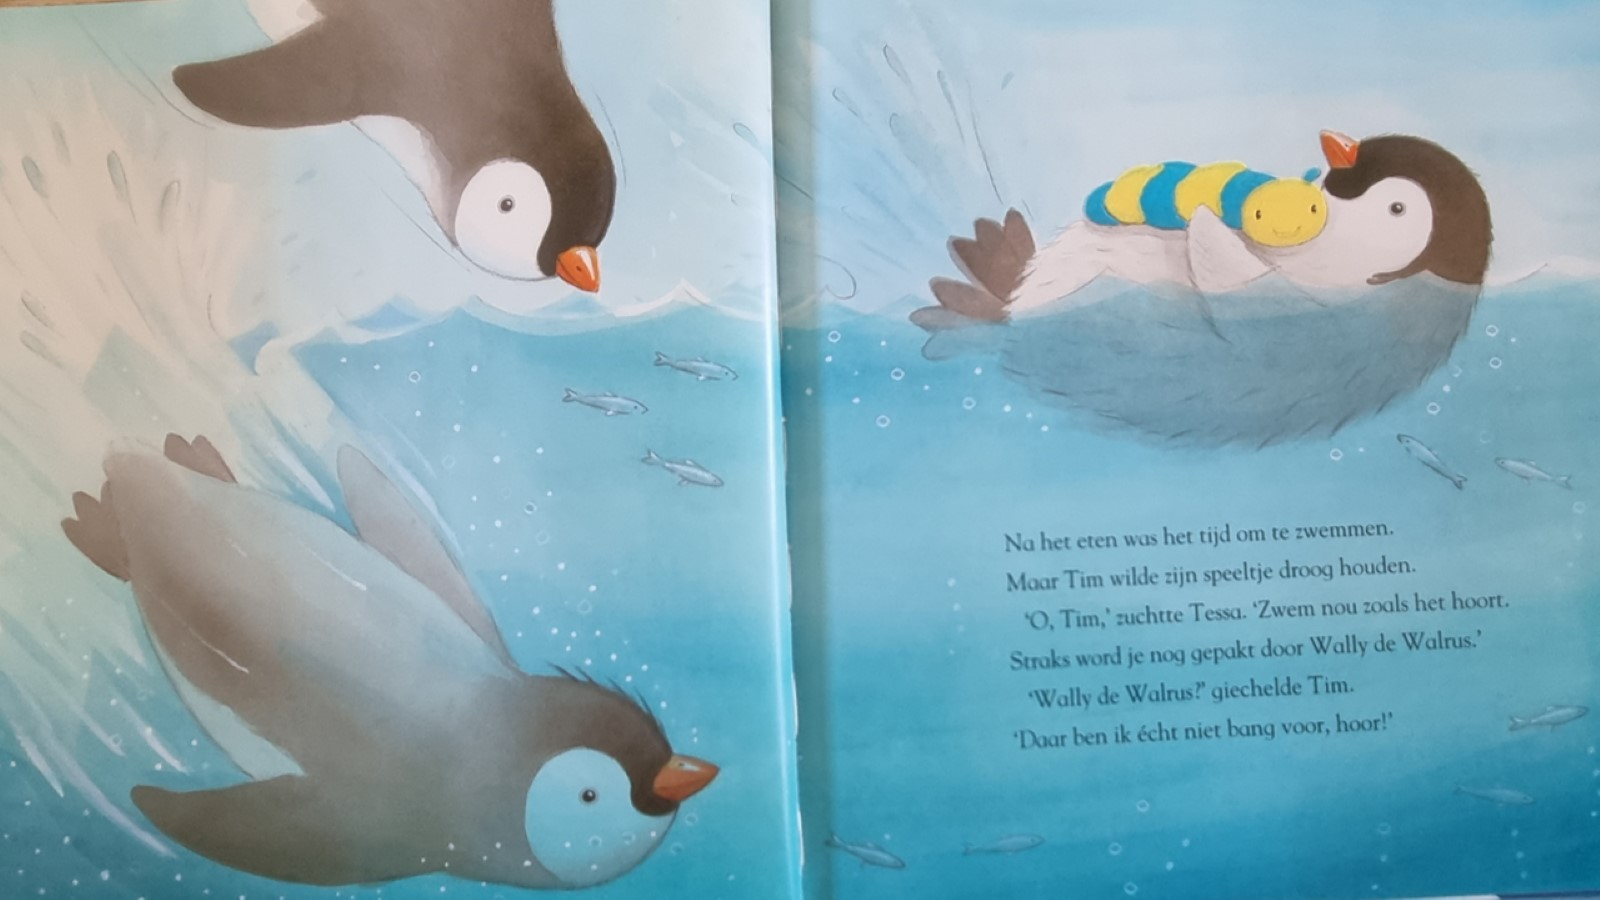 Na het eten was het tijd om te zwemmen.
Maar Tim wilde zijn speeltje droog houden.
‘O, Tim,’ zuchtte Tessa. ‘Zwem nou zoals het hoort.
Straks word je nog gepakt door Wally de Walrus.’
‘Wally de Walrus?’ giechelde Tim.
‘Daar ben ik écht niet bang voor, hoor!’